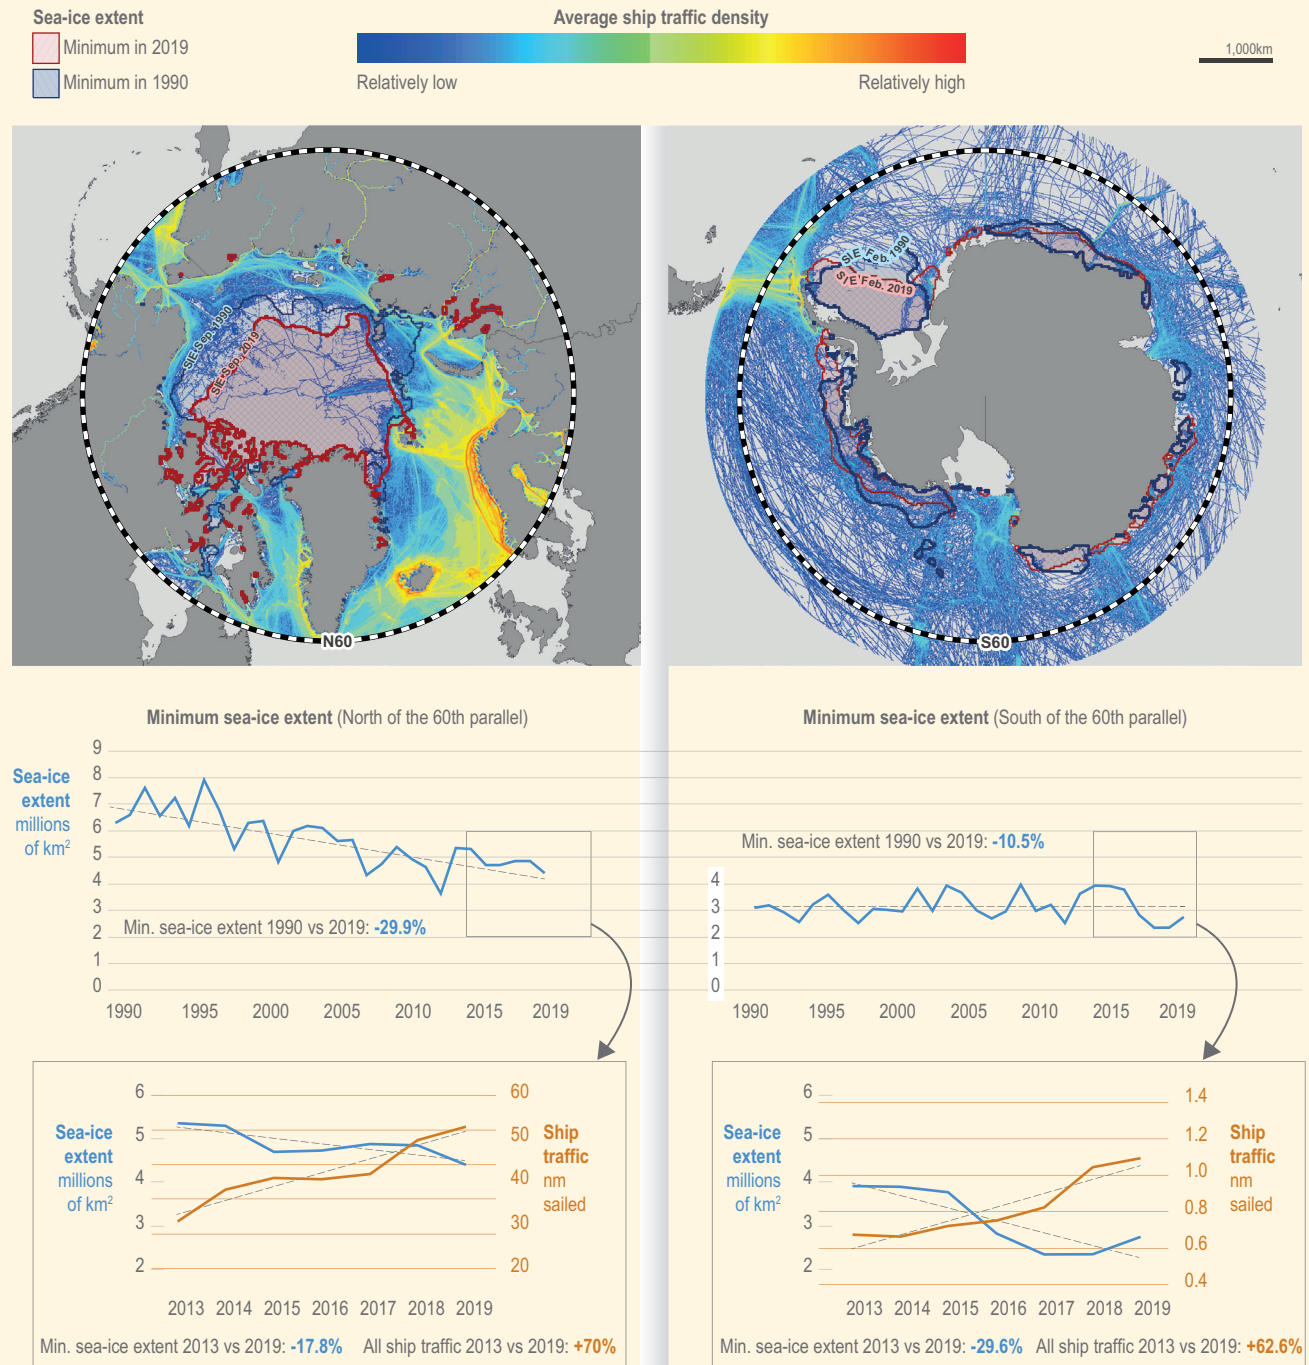 Sea-ice extent
Minimum in 2019
Minimum in 1990
Average ship traffic density
Relatively low
Relatively high
1,000km
SIE Sep. 1990
SIE Sep. 2019
N60
SIE Feb. 1990
SIE Feb. 2019
S60
Minimum sea-ice extent (North of the 60th parallel)
Sea-ice
extent
millions
of km²
9
8
7
6
5
4
3
2
1
0
Min. sea-ice extent 1990 vs 2019: -29.9%
1990 1995 2000 2005 2010 2015 2019
Minimum sea-ice extent (South of the 60th parallel)
Min. sea-ice extent 1990 vs 2019: -10.5%
4
3
2
1
0
1990 1995 2000 2005 2010 2015 2019
Sea-ice
extent
millions
of km²
6
5
4
3
2
60
50
40
30
20
Ship
traffic
nm
sailed
2013 2014 2015 2016 2017 2018 2019
Min. sea-ice extent 2013 vs 2019: -17.8% All ship traffic 2013 vs 2019: +70%
Sea-ice
extent
millions
of km²
6
5
4
3
2
1.4
1.2
1.0
0.8
0.6
0.4
Ship
traffic
nm
sailed
2013 2014 2015 2016 2017 2018 2019
Min. sea-ice extent 2013 vs 2019: -29.6% All ship traffic 2013 vs 2019: +62.6%